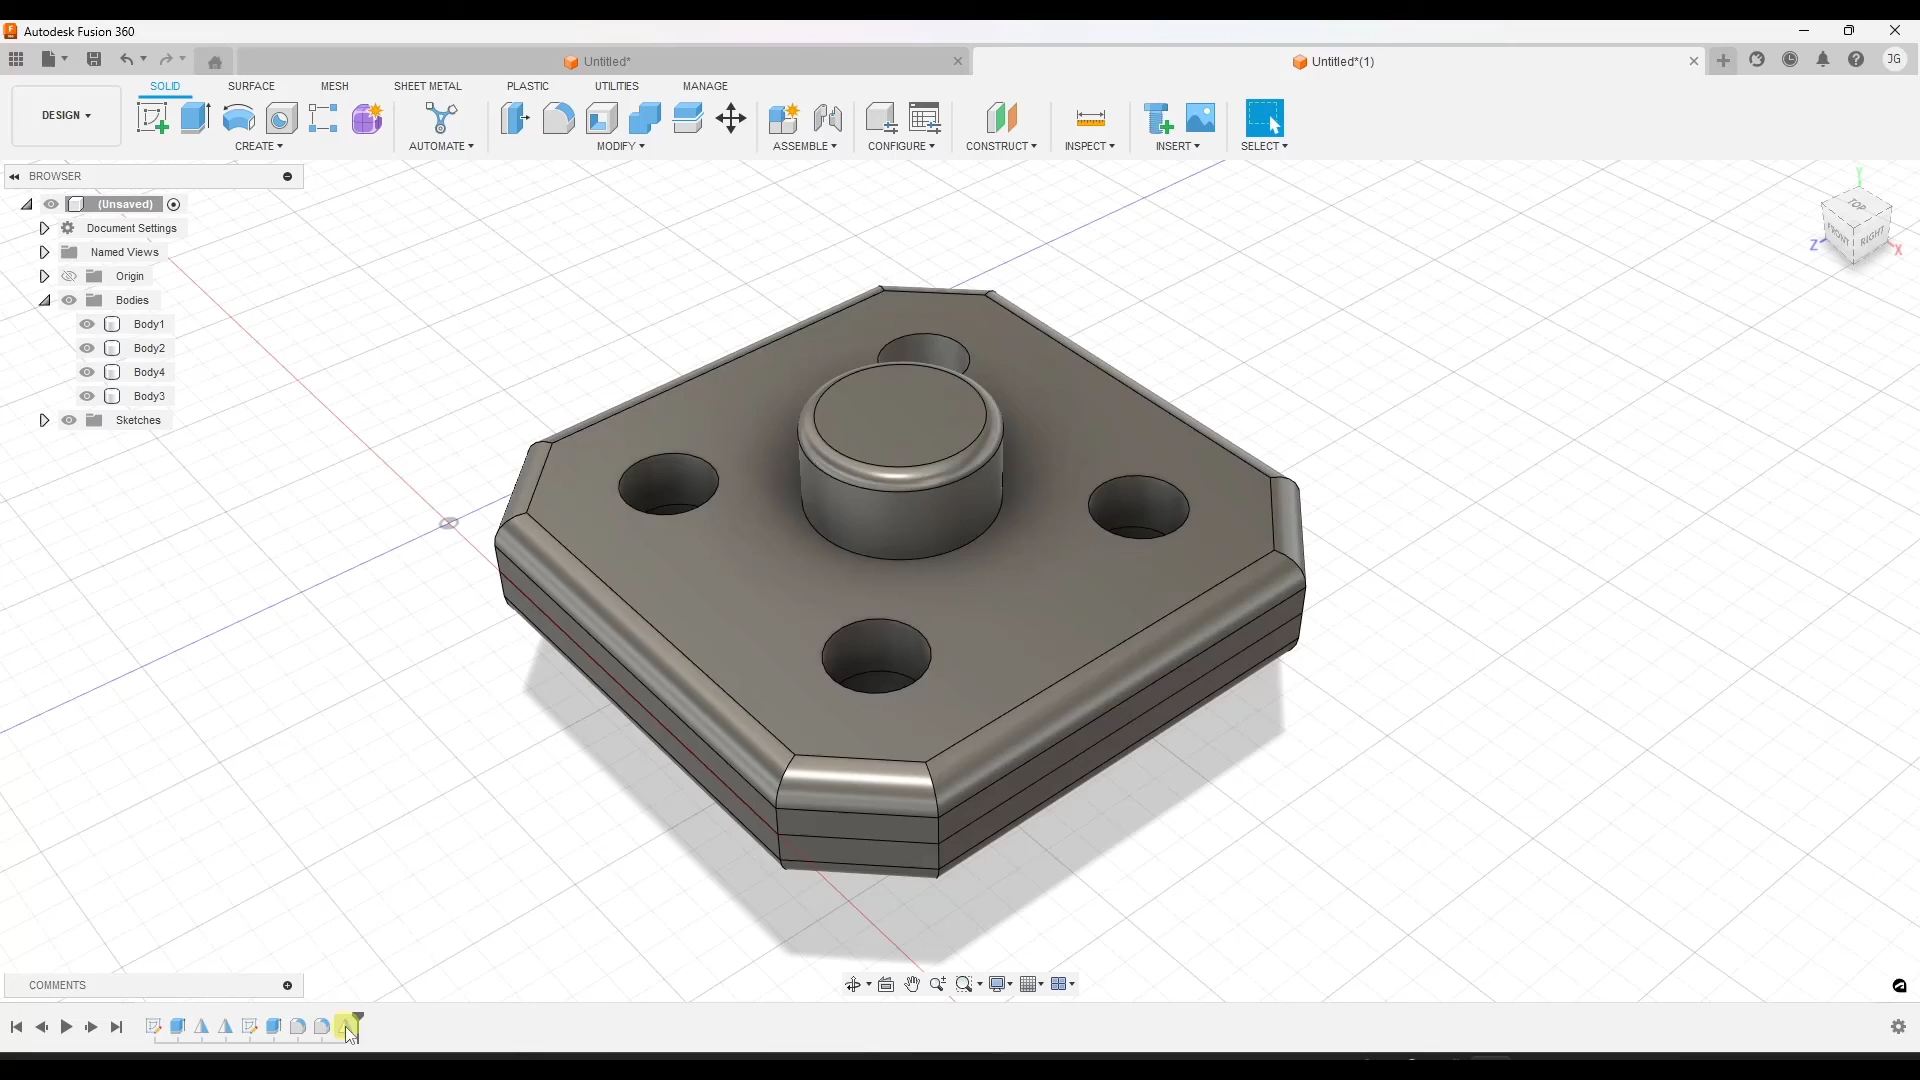 Autodesk Fusion 360
Untitled*
Untitled*(1)
JG
DESIGN
SOLID
SURFACE
MESH
SHEET METAL
PLASTIC
UTILITIES
MANAGE
CREATE
AUTOMATE
MODIFY
ASSEMBLE
CONFIGURE
CONSTRUCT
INSPECT
INSERT
SELECT
BROWSER
(Unsaved)
Document Settings
Named Views
Origin
Bodies
Body1
Body2
Body4
Body3
Sketches
Y
TOP
FRONT
RIGHT
Z
X
COMMENTS